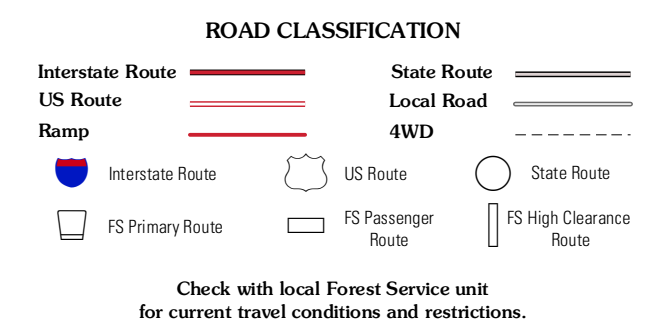 ROAD CLASSIFICATION
Interstate Route
State Route
US Route
Local Road
Ramp
4WD
Interstate Route
US Route
State Route
FS Primary Route
FS Passenger
Route
FS High Clearance
Route
Check with local Forest Service unit
for current travel conditions and restrictions.